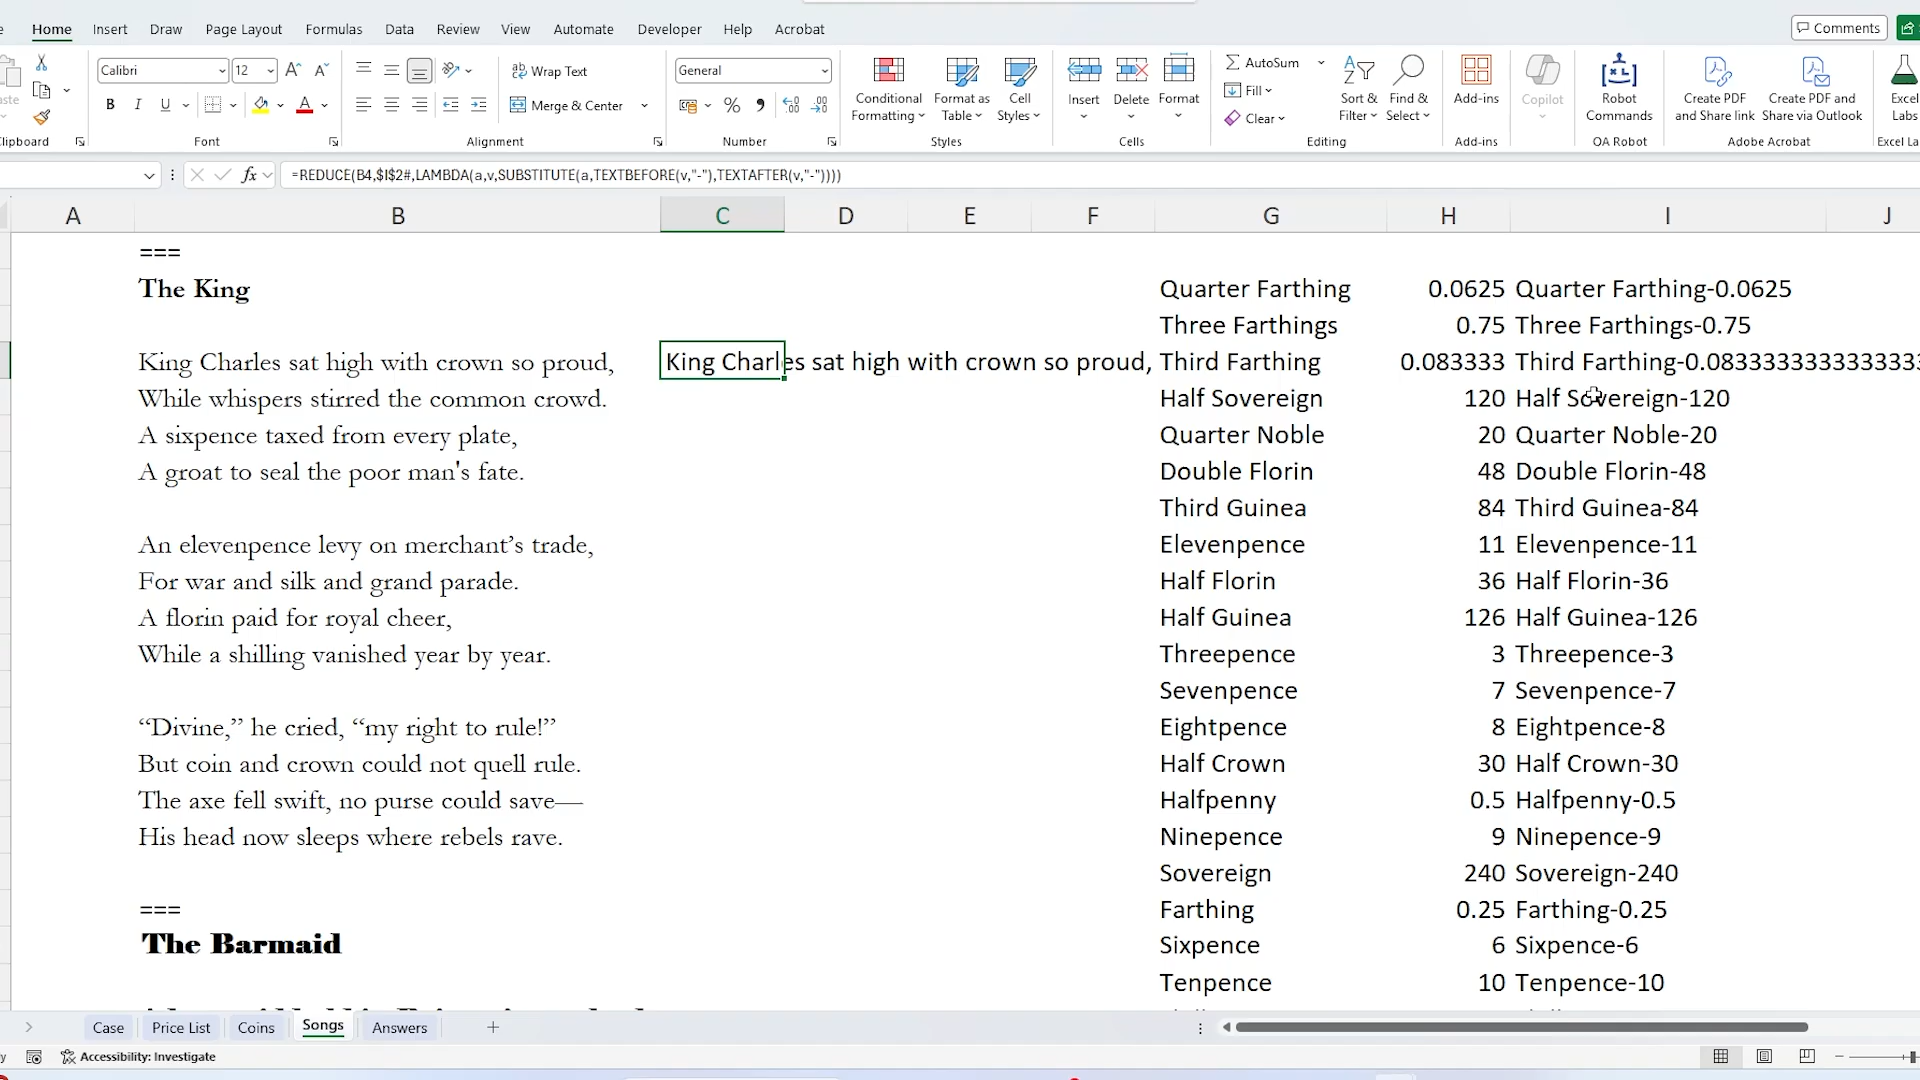 Home Insert Draw Page Layout Formulas Data Review View Automate Developer Help Acrobat Comments
Calibri 12 Wrap Text General AutoSum
B I U Merge & Center Conditional Formatting Format as Table Cell Styles Insert Delete Format Fill Clear Sort & Filter Find & Select Add-ins Copilot Robot Commands Create PDF and Share link Create PDF and Share via Outlook Excel Labs
Font Alignment Number Styles Cells Editing Add-ins OA Robot Adobe Acrobat
=REDUCE(B4,$I$2#,LAMBDA(a,v,SUBSTITUTE(a,TEXTBEFORE(v,"-"),TEXTAFTER(v,"-"))))
A B C D E F G H I J
===
The King Quarter Farthing 0.0625 Quarter Farthing-0.0625
Three Farthings 0.75 Three Farthings-0.75
King Charles sat high with crown so proud, King Charles sat high with crown so proud, Third Farthing 0.083333 Third Farthing-0.0833333333333333
While whispers stirred the common crowd. Half Sovereign 120 Half Sovereign-120
A sixpence taxed from every plate, Quarter Noble 20 Quarter Noble-20
A groat to seal the poor man's fate. Double Florin 48 Double Florin-48
Third Guinea 84 Third Guinea-84
An elevenpence levy on merchant’s trade, Elevenpence 11 Elevenpence-11
For war and silk and grand parade. Half Florin 36 Half Florin-36
A florin paid for royal cheer, Half Guinea 126 Half Guinea-126
While a shilling vanished year by year. Threepence 3 Threepence-3
Sevenpence 7 Sevenpence-7
“Divine,” he cried, “my right to rule!” Eightpence 8 Eightpence-8
But coin and crown could not quell rule. Half Crown 30 Half Crown-30
The axe fell swift, no purse could save— Halfpenny 0.5 Halfpenny-0.5
His head now sleeps where rebels rave. Ninepence 9 Ninepence-9
Sovereign 240 Sovereign-240
=== Farthing 0.25 Farthing-0.25
The Barmaid Sixpence 6 Sixpence-6
Tenpence 10 Tenpence-10
Case Price List Coins Songs Answers
Accessibility: Investigate